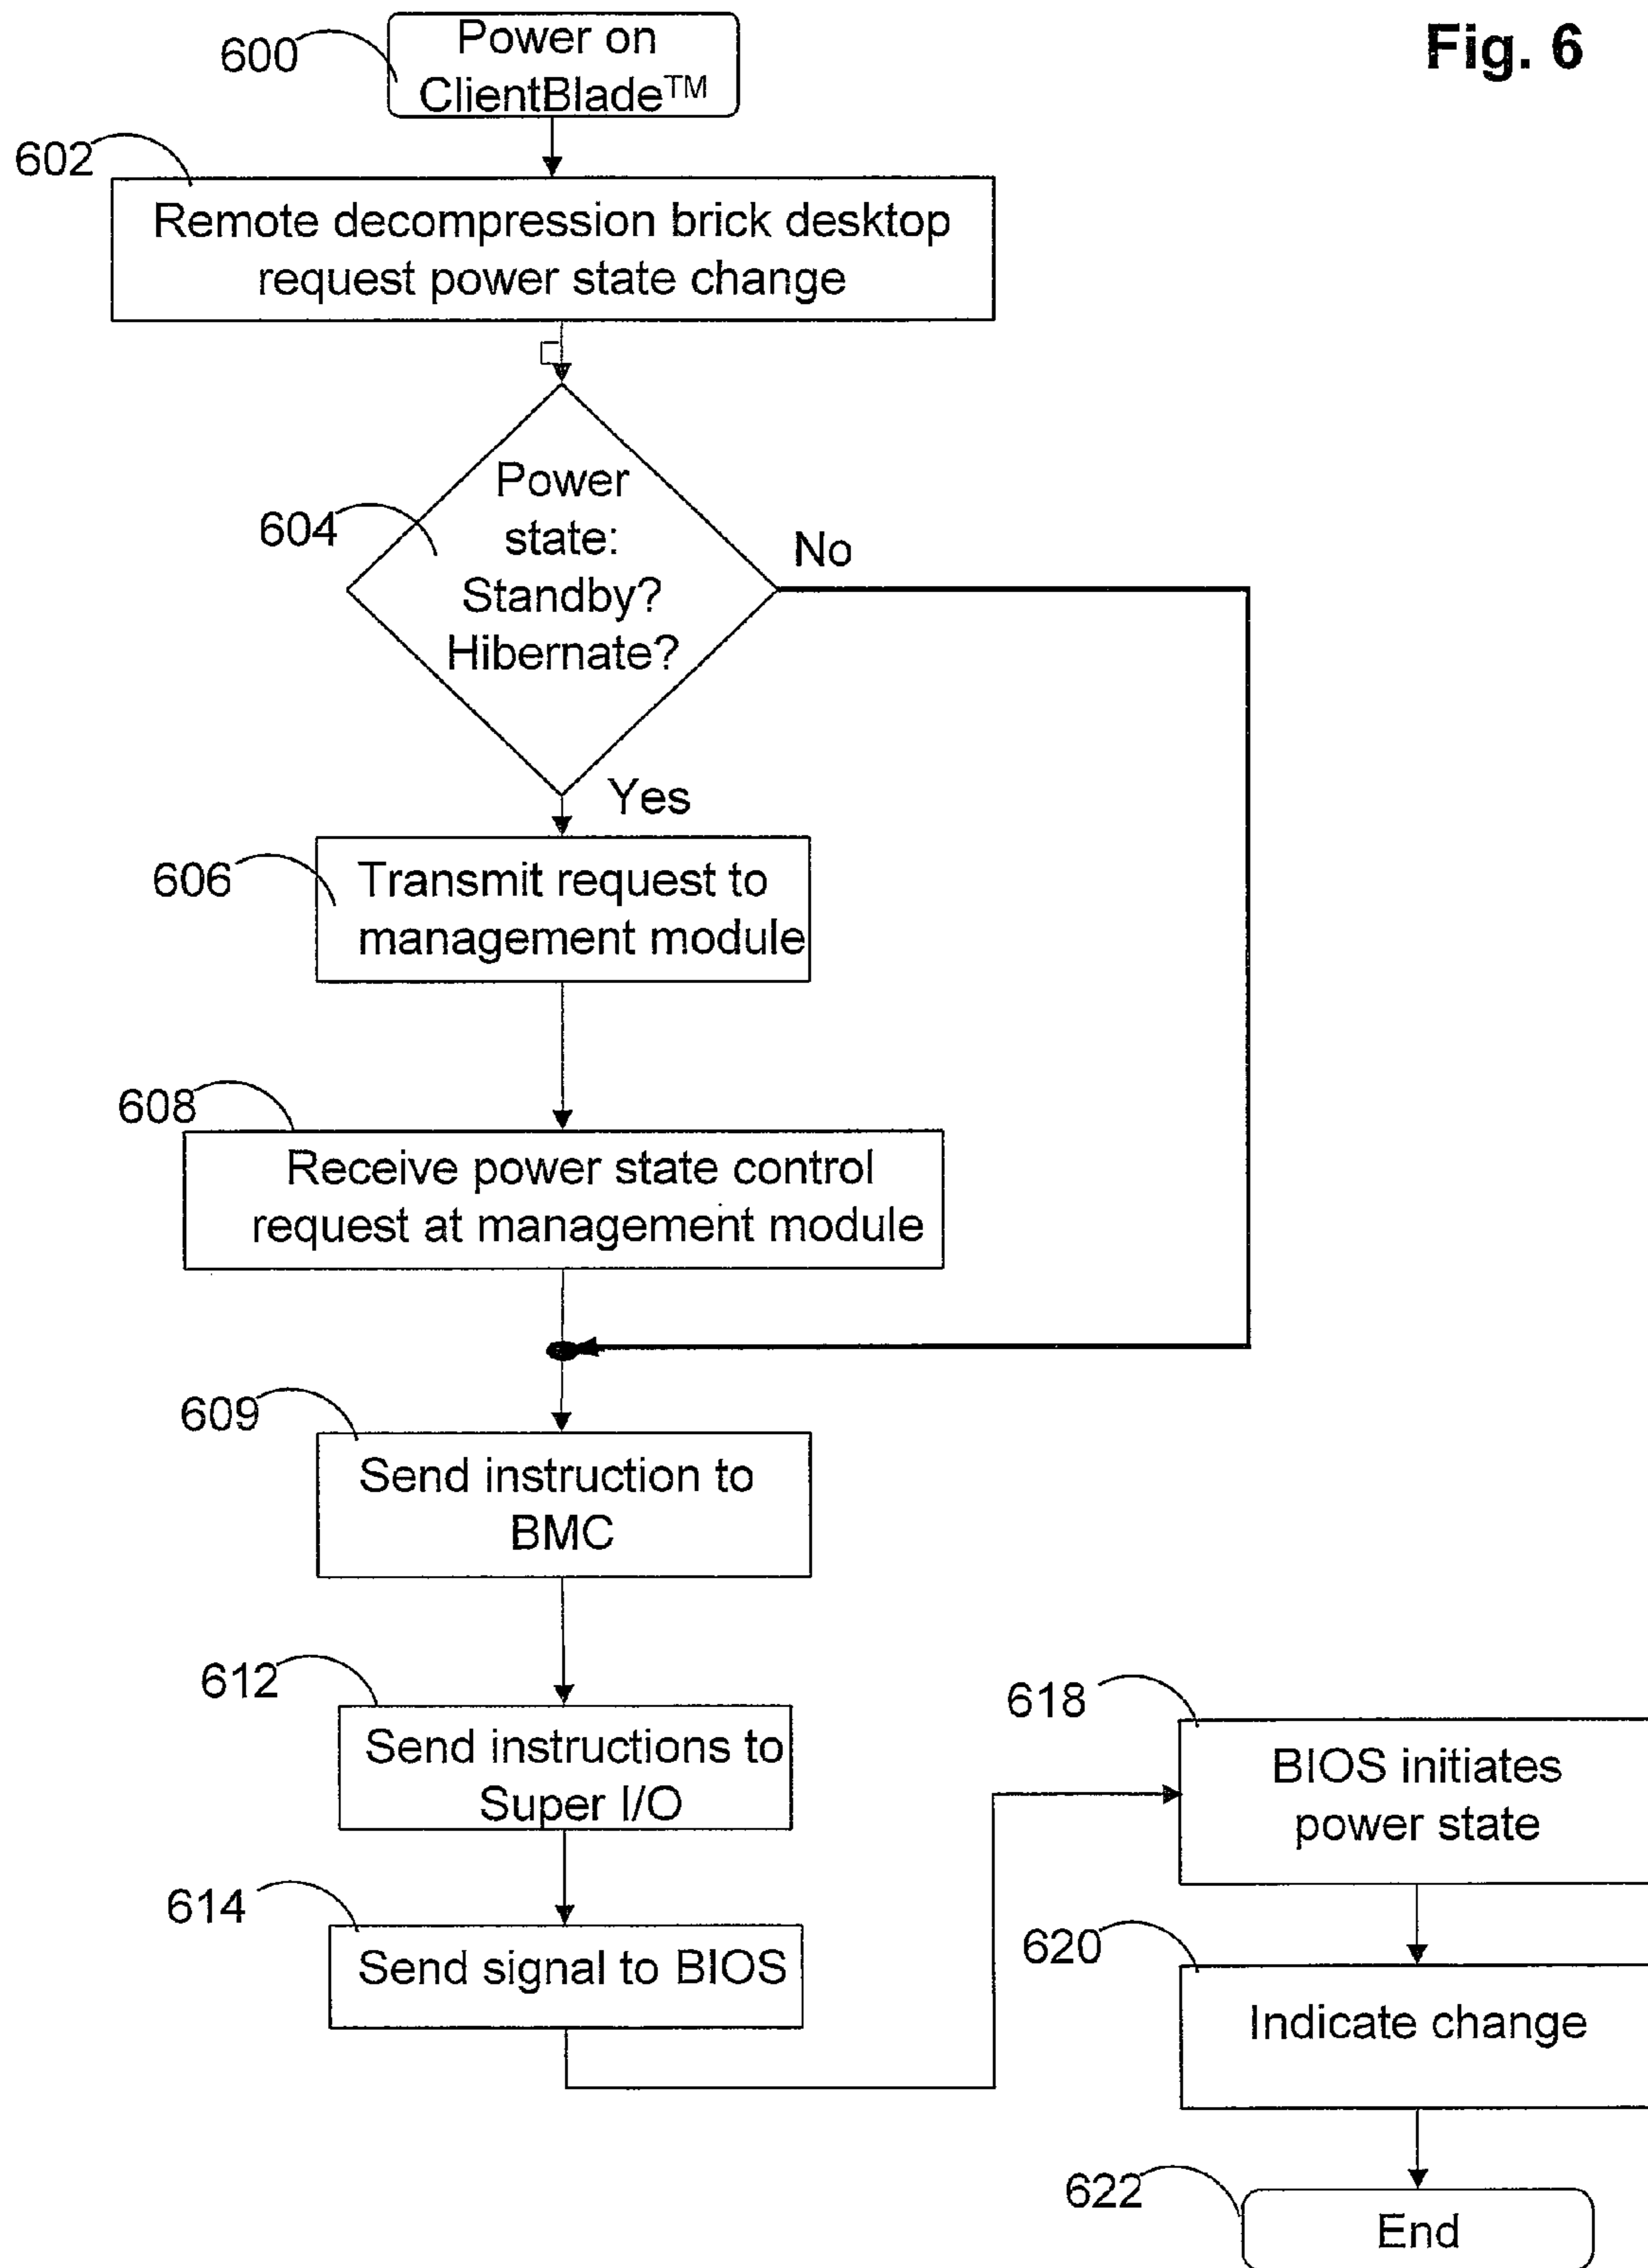 Fig. 6
600
Power on
ClientBlade™
602
Remote decompression brick desktop
request power state change
604
Power
state:
Standby?
Hibernate?
No
Yes
606
Transmit request to
management module
608
Receive power state control
request at management module
609
Send instruction to
BMC
612
Send instructions to
Super I/O
614
Send signal to BIOS
618
BIOS initiates
power state
620
Indicate change
622
End